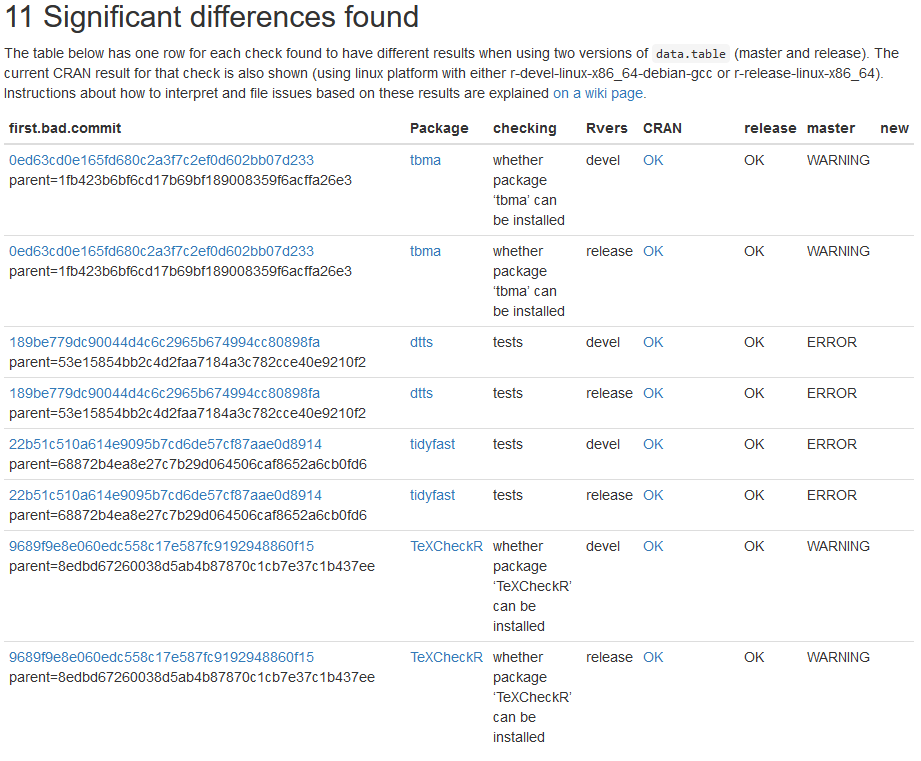 11 Significant differences found
The table below has one row for each check found to have different results when using two versions of data.table (master and release). The
current CRAN result for that check is also shown (using linux platform with either r-devel-linux-x86_64-debian-gcc or r-release-linux-x86_64).
Instructions about how to interpret and file issues based on these results are explained on a wiki page.
first.bad.commit Package checking Rvers CRAN release master new
0ed63cd0e165fd680c2a3f7c2ef0d602bb07d233 tbma whether devel OK OK WARNING
parent=1fb423b6bf6cd17b69bf189008359f6acffa26e3 package
‘tbma’ can
be installed
0ed63cd0e165fd680c2a3f7c2ef0d602bb07d233 tbma whether release OK OK WARNING
parent=1fb423b6bf6cd17b69bf189008359f6acffa26e3 package
‘tbma’ can
be installed
189be779dc90044d4c6c2965b674994cc80898fa dtts tests devel OK OK ERROR
parent=53e15854bb2c4d2faa7184a3c782cce40e9210f2
189be779dc90044d4c6c2965b674994cc80898fa dtts tests release OK OK ERROR
parent=53e15854bb2c4d2faa7184a3c782cce40e9210f2
22b51c510a614e9095b7cd6de57cf87aae0d8914 tidyfast tests devel OK OK ERROR
parent=68872b4ea8e27c7b29d064506caf8652a6cb0fd6
22b51c510a614e9095b7cd6de57cf87aae0d8914 tidyfast tests release OK OK ERROR
parent=68872b4ea8e27c7b29d064506caf8652a6cb0fd6
9689f9e8e060edc558c17e587fc9192948860f15 TeXCheckR whether devel OK OK WARNING
parent=8edbd67260038d5ab4b87870c1cb7e37c1b437ee package
‘TeXCheckR’
can be
installed
9689f9e8e060edc558c17e587fc9192948860f15 TeXCheckR whether release OK OK WARNING
parent=8edbd67260038d5ab4b87870c1cb7e37c1b437ee package
‘TeXCheckR’
can be
installed